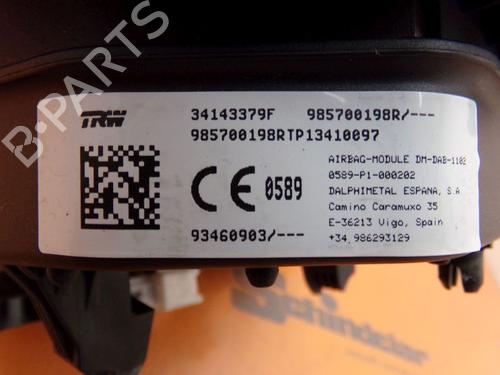 TRW 34143379F 985700198R/---
985700198RTP13410097
AIRBAG-MODULE DM-DAB-1102
0589-P1-000202
CE 0589
DALPHIMETAL ESPANA, S.A
Camino Caramuxo 35
E-36213 Vigo, Spain
93460903/---
+34 986293129
B-PARTS
Schindler